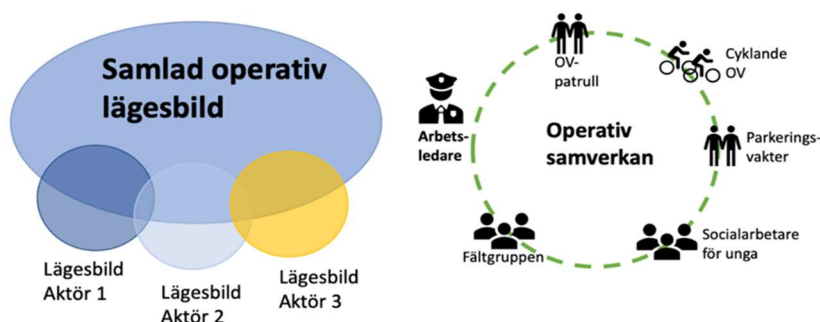 Samlad operativ
lägesbild
Lägesbild
Aktör 1
Lägesbild
Aktör 2
Lägesbild
Aktör 3
OV-
patrull
Cyklande
OV
Arbets-
ledare
Operativ
samverkan
Parkerings-
vakter
Fältgruppen
Socialarbetare
för unga